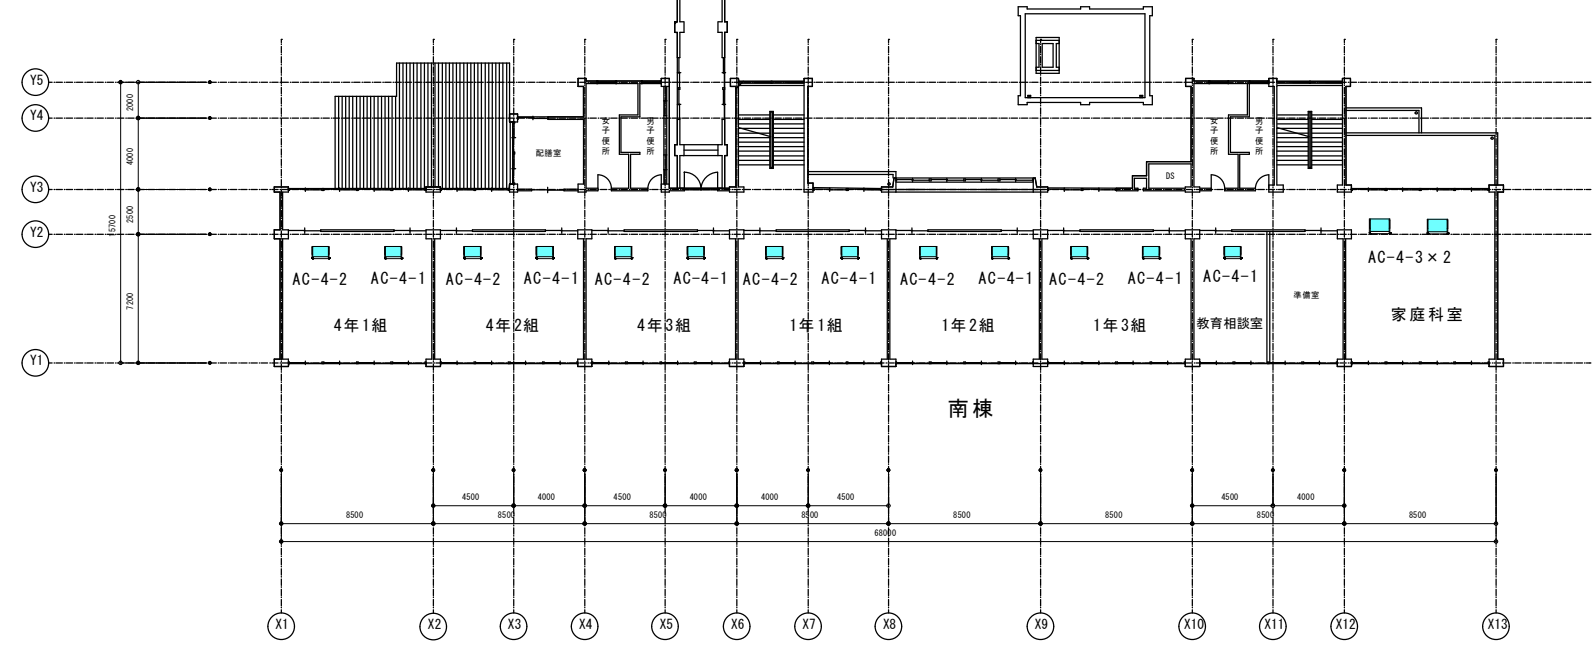 Y5
Y4
Y3
Y2
Y1
2000
4000
2500
7200
15700
配膳室
女子便所
男子便所
DS
女子便所
男子便所
AC-4-2
AC-4-1
AC-4-2
AC-4-1
AC-4-2
AC-4-1
AC-4-2
AC-4-1
AC-4-2
AC-4-1
AC-4-2
AC-4-1
AC-4-1
AC-4-3×2
4年1組
4年2組
4年3組
1年1組
1年2組
1年3組
教育相談室
準備室
家庭科室
南棟
4500
4000
4500
4000
4000
4500
4500
4000
8500
8500
8500
8500
8500
8500
8500
8500
68000
X1
X2
X3
X4
X5
X6
X7
X8
X9
X10
X11
X12
X13